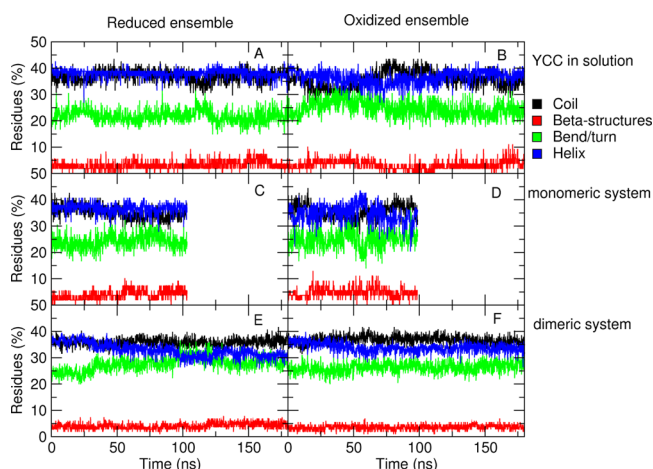 Reduced ensemble Oxidized ensemble
50
A B YCC in solution
40
30
20
10
Residues (%)
Coil
Beta-structures
Bend/turn
Helix
50
C D monomeric system
40
30
20
10
Residues (%)
50
E F dimeric system
40
30
20
10
0
Residues (%)
0 50 100 150 0 50 100 150
Time (ns) Time (ns)